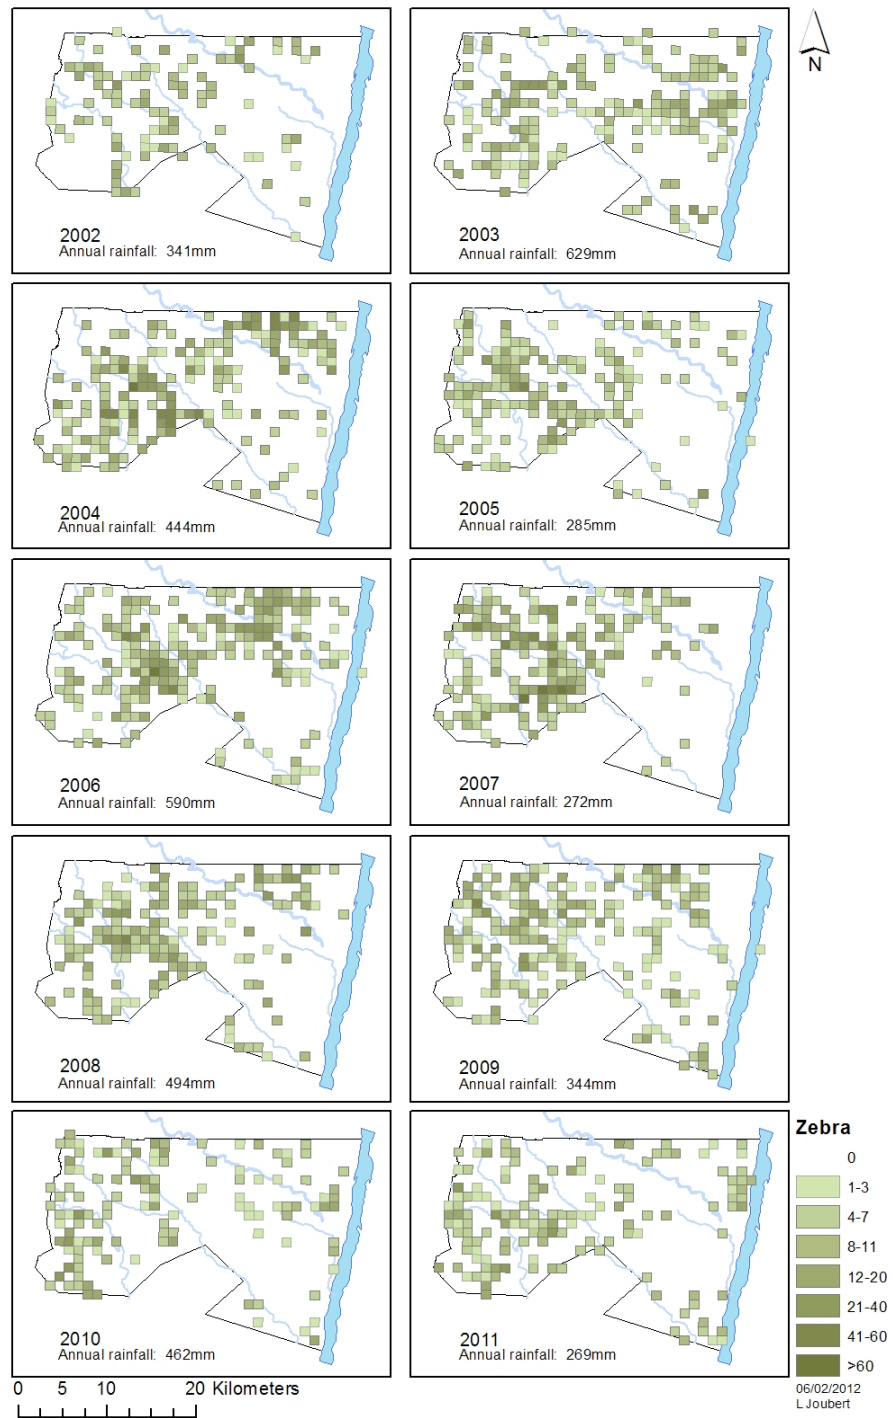 N
2002
Annual rainfall: 341mm
2003
Annual rainfall: 629mm
2004
Annual rainfall: 444mm
2005
Annual rainfall: 285mm
2006
Annual rainfall: 590mm
2007
Annual rainfall: 272mm
2008
Annual rainfall: 494mm
2009
Annual rainfall: 344mm
2010
Annual rainfall: 462mm
2011
Annual rainfall: 269mm
Zebra
0
1-3
4-7
8-11
12-20
21-40
41-60
>60
06/02/2012
L Joubert
0 5 10 20 Kilometers